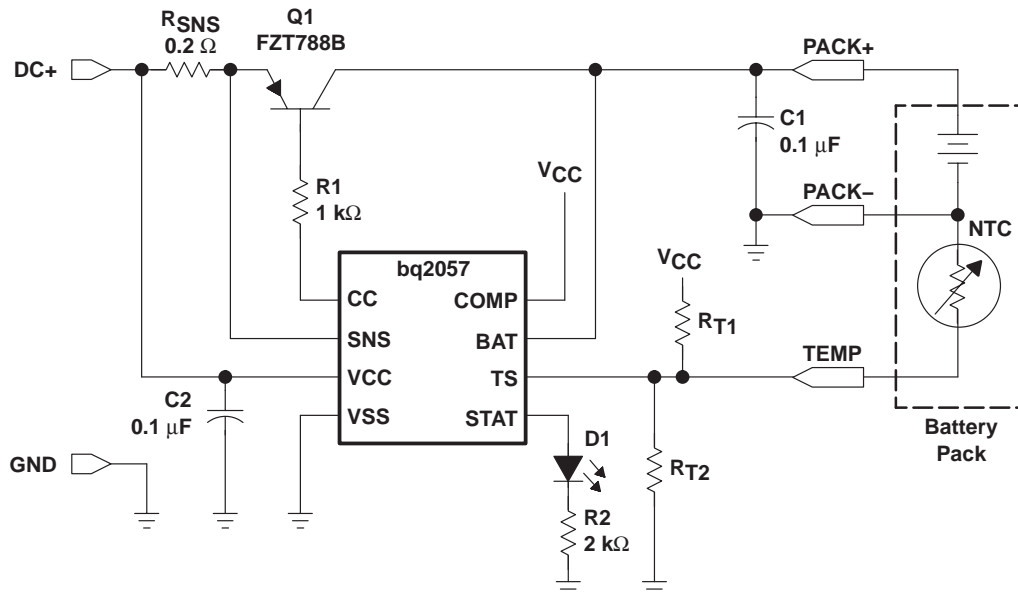 DC+
RSNS
0.2 Ω
Q1
FZT788B
PACK+
C1
0.1 μF
VCC
R1
1 kΩ
PACK–
NTC
bq2057
CC
COMP
SNS
BAT
VCC
TS
VSS
STAT
VCC
RT1
TEMP
C2
0.1 μF
D1
RT2
Battery
Pack
GND
R2
2 kΩ